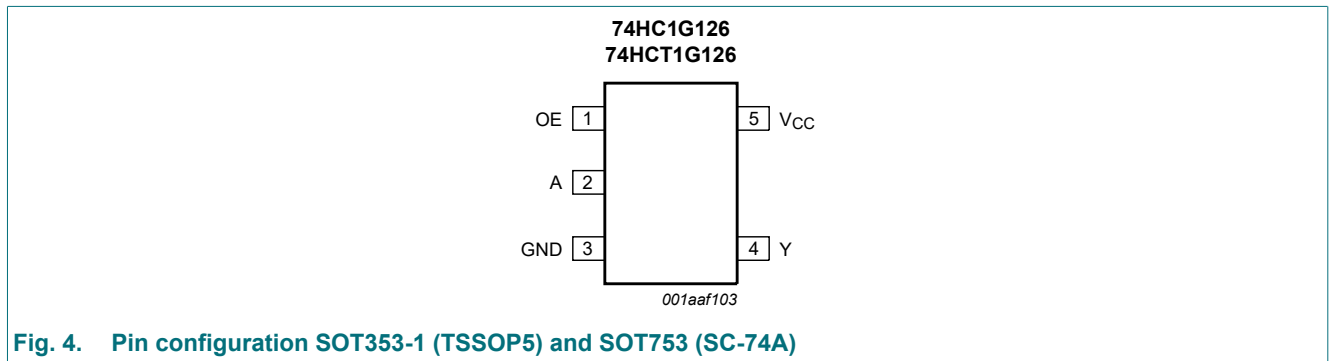 74HC1G126
74HCT1G126
OE 1
5 VCC
A 2
GND 3
4 Y
001aaf103
Fig. 4. Pin configuration SOT353-1 (TSSOP5) and SOT753 (SC-74A)